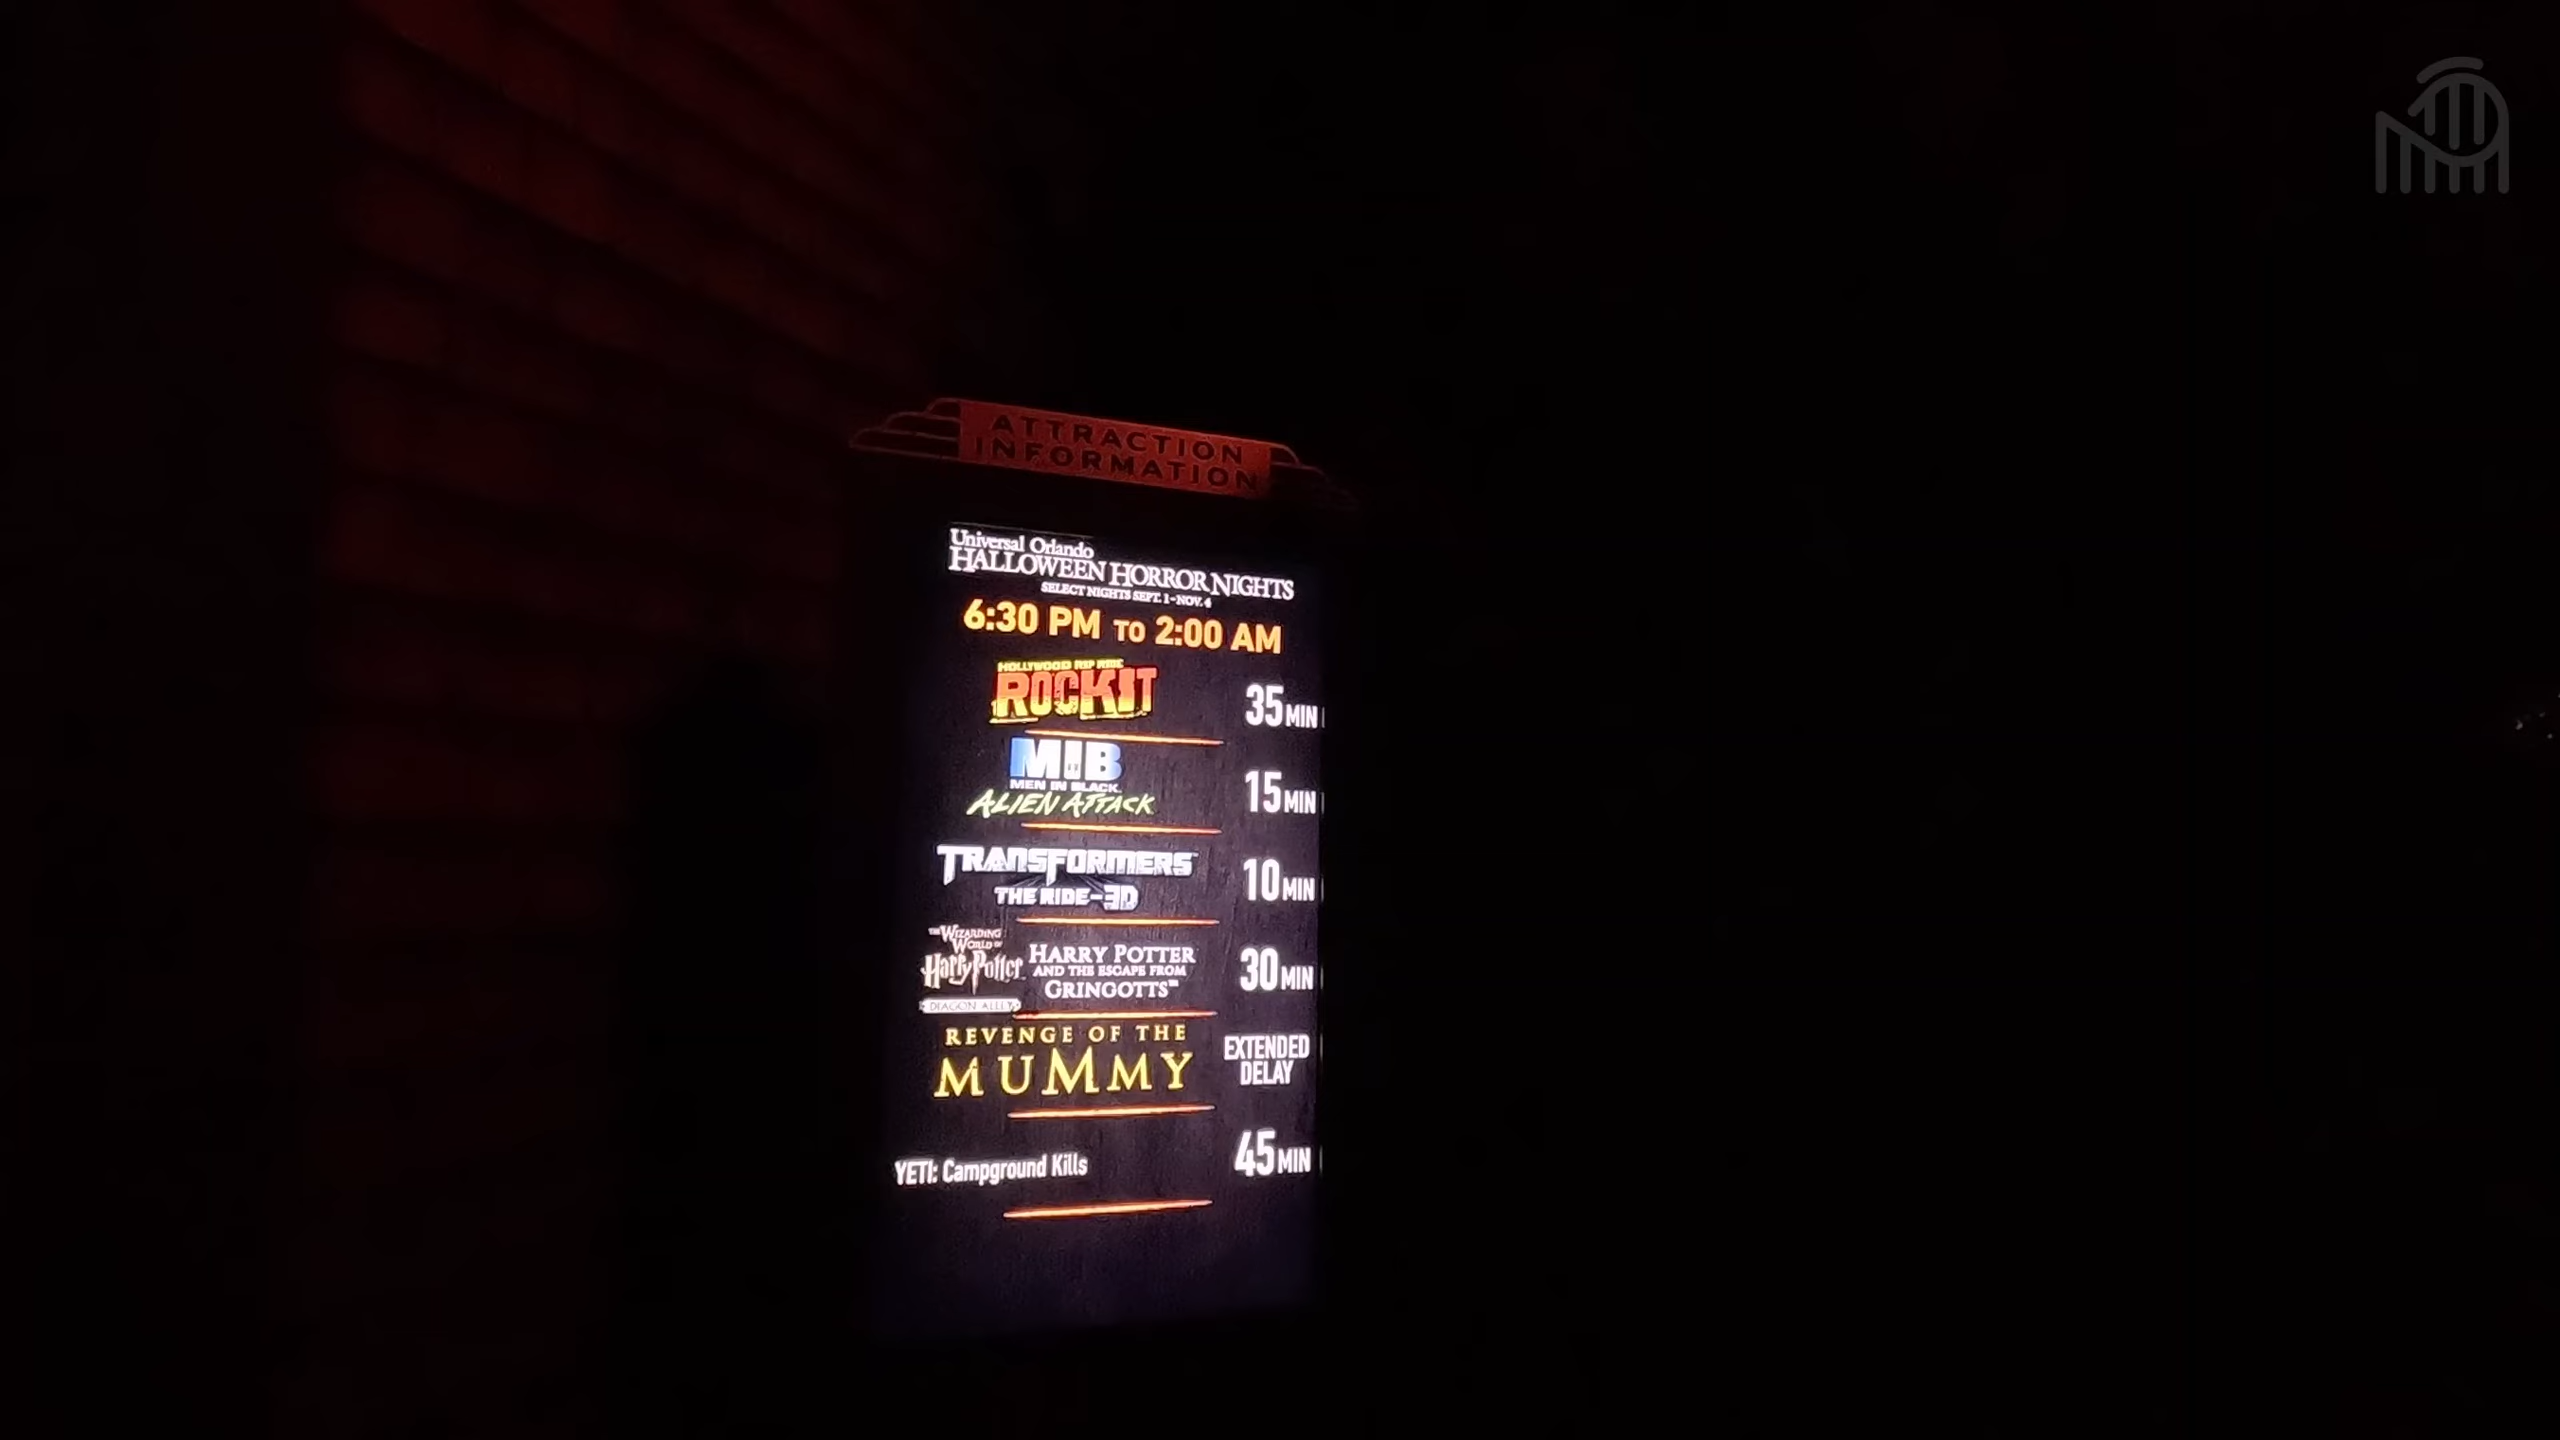 ATTRACTION
INFORMATION
Universal Orlando
HALLOWEEN HORROR NIGHTS
SELECT NIGHTS SEPT. 1-NOV. 4
6:30 PM TO 2:00 AM
HOLLYWOOD RIP RIDE
ROCKIT
35 MIN
MIB
MEN IN BLACK
ALIEN ATTACK
15 MIN
TRANSFORMERS™
THE RIDE-3D
10 MIN
THE WIZARDING
WORLD OF
Harry Potter
DIAGON ALLEY
HARRY POTTER
AND THE ESCAPE FROM
GRINGOTTS™
30 MIN
REVENGE OF THE
MUMMY
EXTENDED
DELAY
YETI: Campground Kills
45 MIN